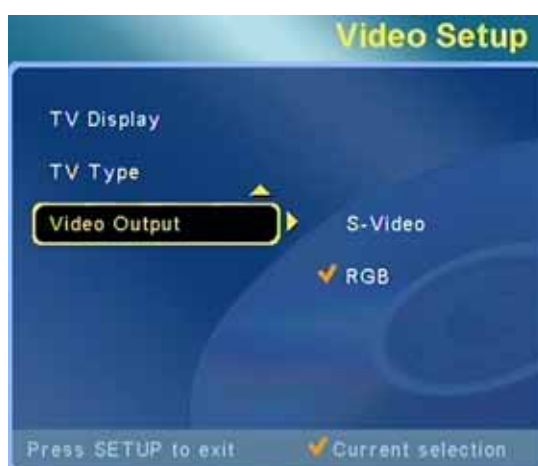 Video Setup
TV Display
TV Type
Video Output
S-Video
RGB
Press SETUP to exit
Current selection